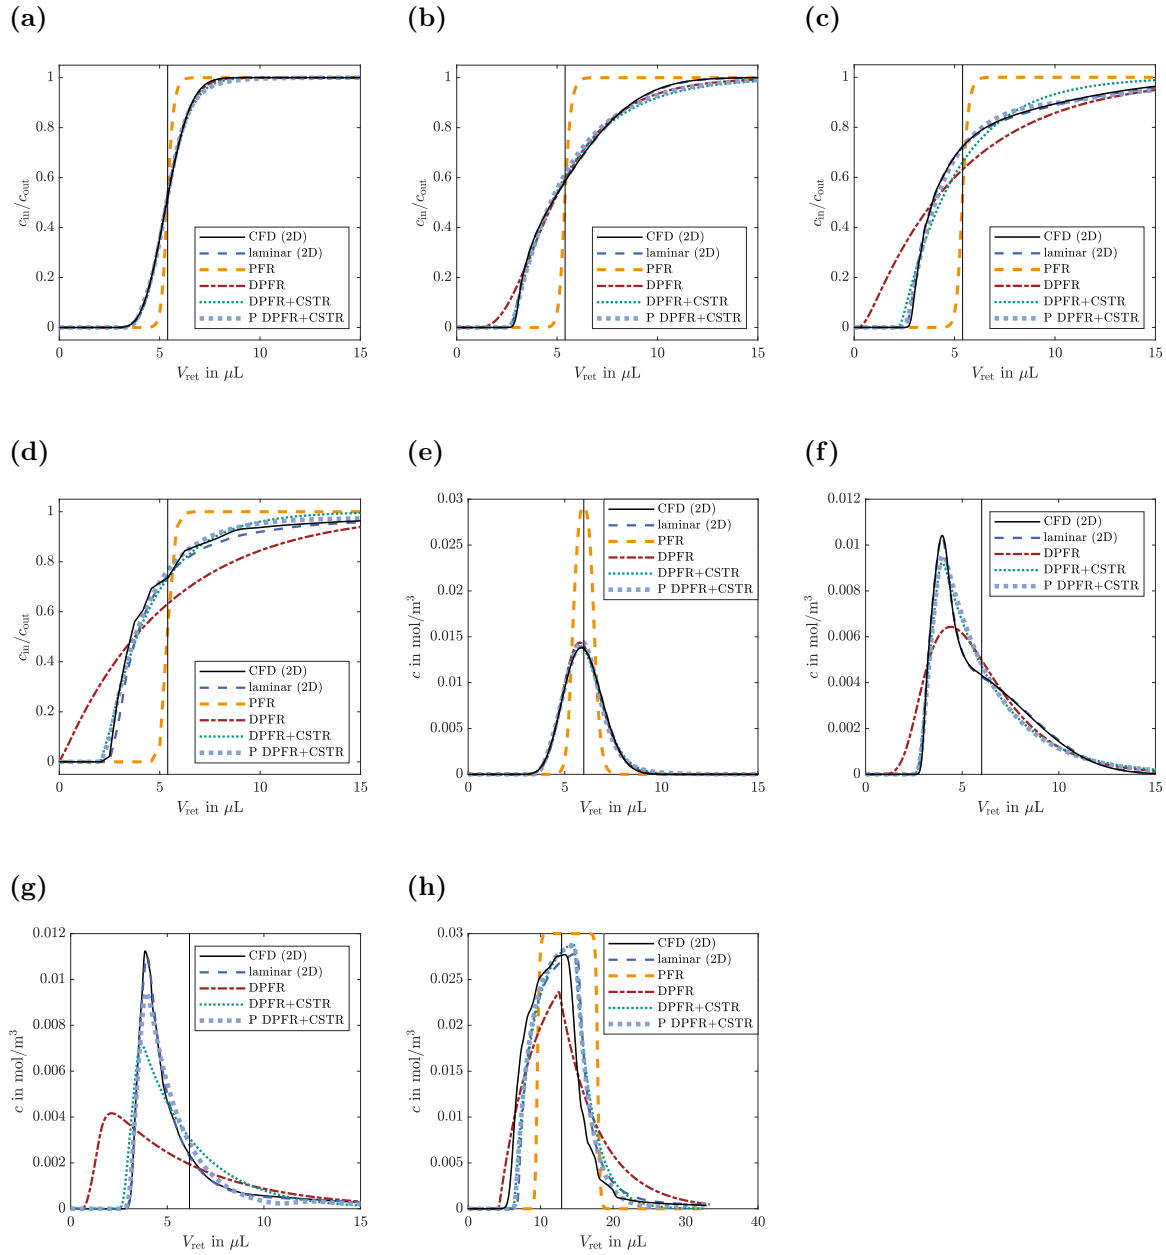 (a)
1
0.8
0.6
0.4
0.2
0
c_in/c_out
CFD (2D)
laminar (2D)
PFR
DPFR
DPFR+CSTR
P DPFR+CSTR
0 5 10 15
V_ret in μL
(b)
1
0.8
0.6
0.4
0.2
0
c_in/c_out
CFD (2D)
laminar (2D)
PFR
DPFR
DPFR+CSTR
P DPFR+CSTR
0 5 10 15
V_ret in μL
(c)
1
0.8
0.6
0.4
0.2
0
c_in/c_out
CFD (2D)
laminar (2D)
PFR
DPFR
DPFR+CSTR
P DPFR+CSTR
0 5 10 15
V_ret in μL
(d)
1
0.8
0.6
0.4
0.2
0
c_in/c_out
CFD (2D)
laminar (2D)
PFR
DPFR
DPFR+CSTR
P DPFR+CSTR
0 5 10 15
V_ret in μL
(e)
0.03
0.025
0.02
0.015
0.01
0.005
0
c in mol/m³
CFD (2D)
laminar (2D)
PFR
DPFR
DPFR+CSTR
P DPFR+CSTR
0 5 10 15
V_ret in μL
(f)
0.012
0.01
0.008
0.006
0.004
0.002
0
c in mol/m³
CFD (2D)
laminar (2D)
DPFR
DPFR+CSTR
P DPFR+CSTR
0 5 10 15
V_ret in μL
(g)
0.012
0.01
0.008
0.006
0.004
0.002
0
c in mol/m³
CFD (2D)
laminar (2D)
DPFR
DPFR+CSTR
P DPFR+CSTR
0 5 10 15
V_ret in μL
(h)
0.03
0.025
0.02
0.015
0.01
0.005
0
c in mol/m³
CFD (2D)
laminar (2D)
PFR
DPFR
DPFR+CSTR
P DPFR+CSTR
0 10 20 30 40
V_ret in μL